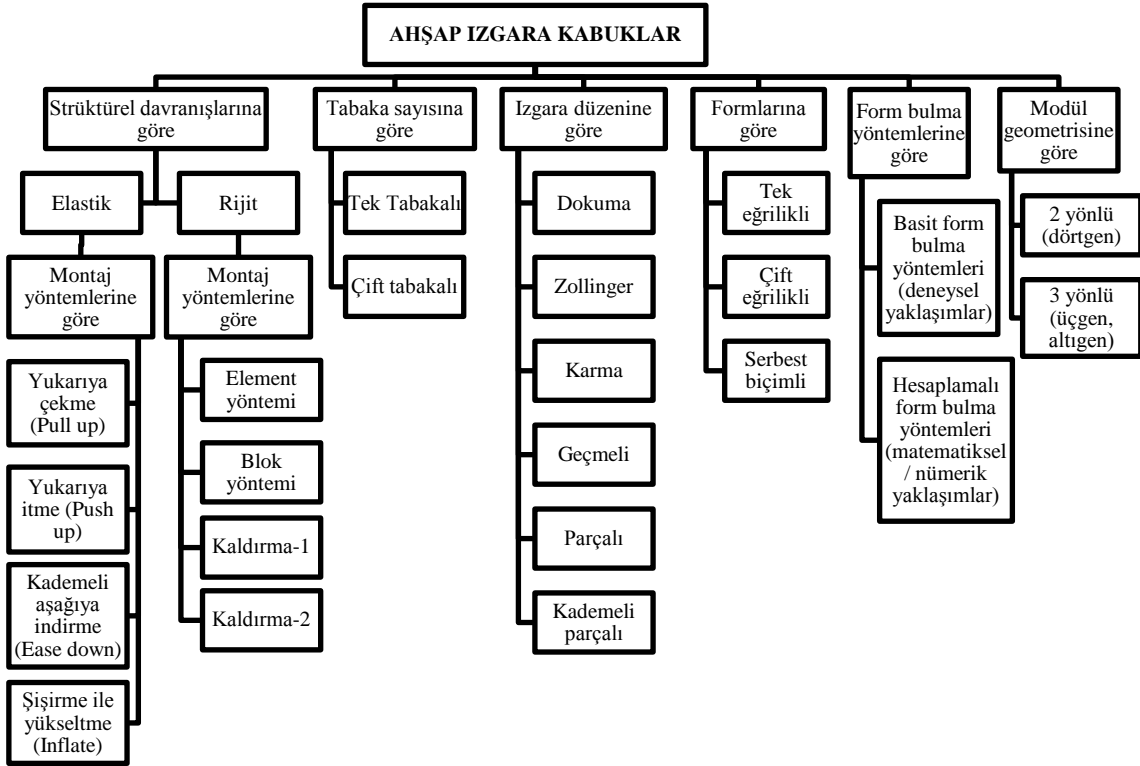 AHŞAP IZGARA KABUKLAR
Strüktürel davranışlarına
göre
Elastik
Montaj
yöntemlerine
göre
Yukarıya
çekme
(Pull up)
Yukarıya
itme (Push
up)
Kademeli
aşağıya
indirme
(Ease down)
Şişirme ile
yükseltme
(Inflate)
Rijit
Montaj
yöntemlerine
göre
Element
yöntemi
Blok
yöntemi
Kaldırma-1
Kaldırma-2
Tabaka sayısına
göre
Tek Tabakalı
Çift tabakalı
Izgara düzenine
göre
Dokuma
Zollinger
Karma
Geçmeli
Parçalı
Kademeli
parçalı
Formlarına
göre
Tek
eğrilikli
Çift
eğrilikli
Serbest
biçimli
Form bulma
yöntemlerine
göre
Basit form
bulma
yöntemleri
(deneysel
yaklaşımlar)
Hesaplamalı
form bulma
yöntemleri
(matematiksel
/ nümerik
yaklaşımlar)
Modül
geometrisine
göre
2 yönlü
(dörtgen)
3 yönlü
(üçgen,
altıgen)